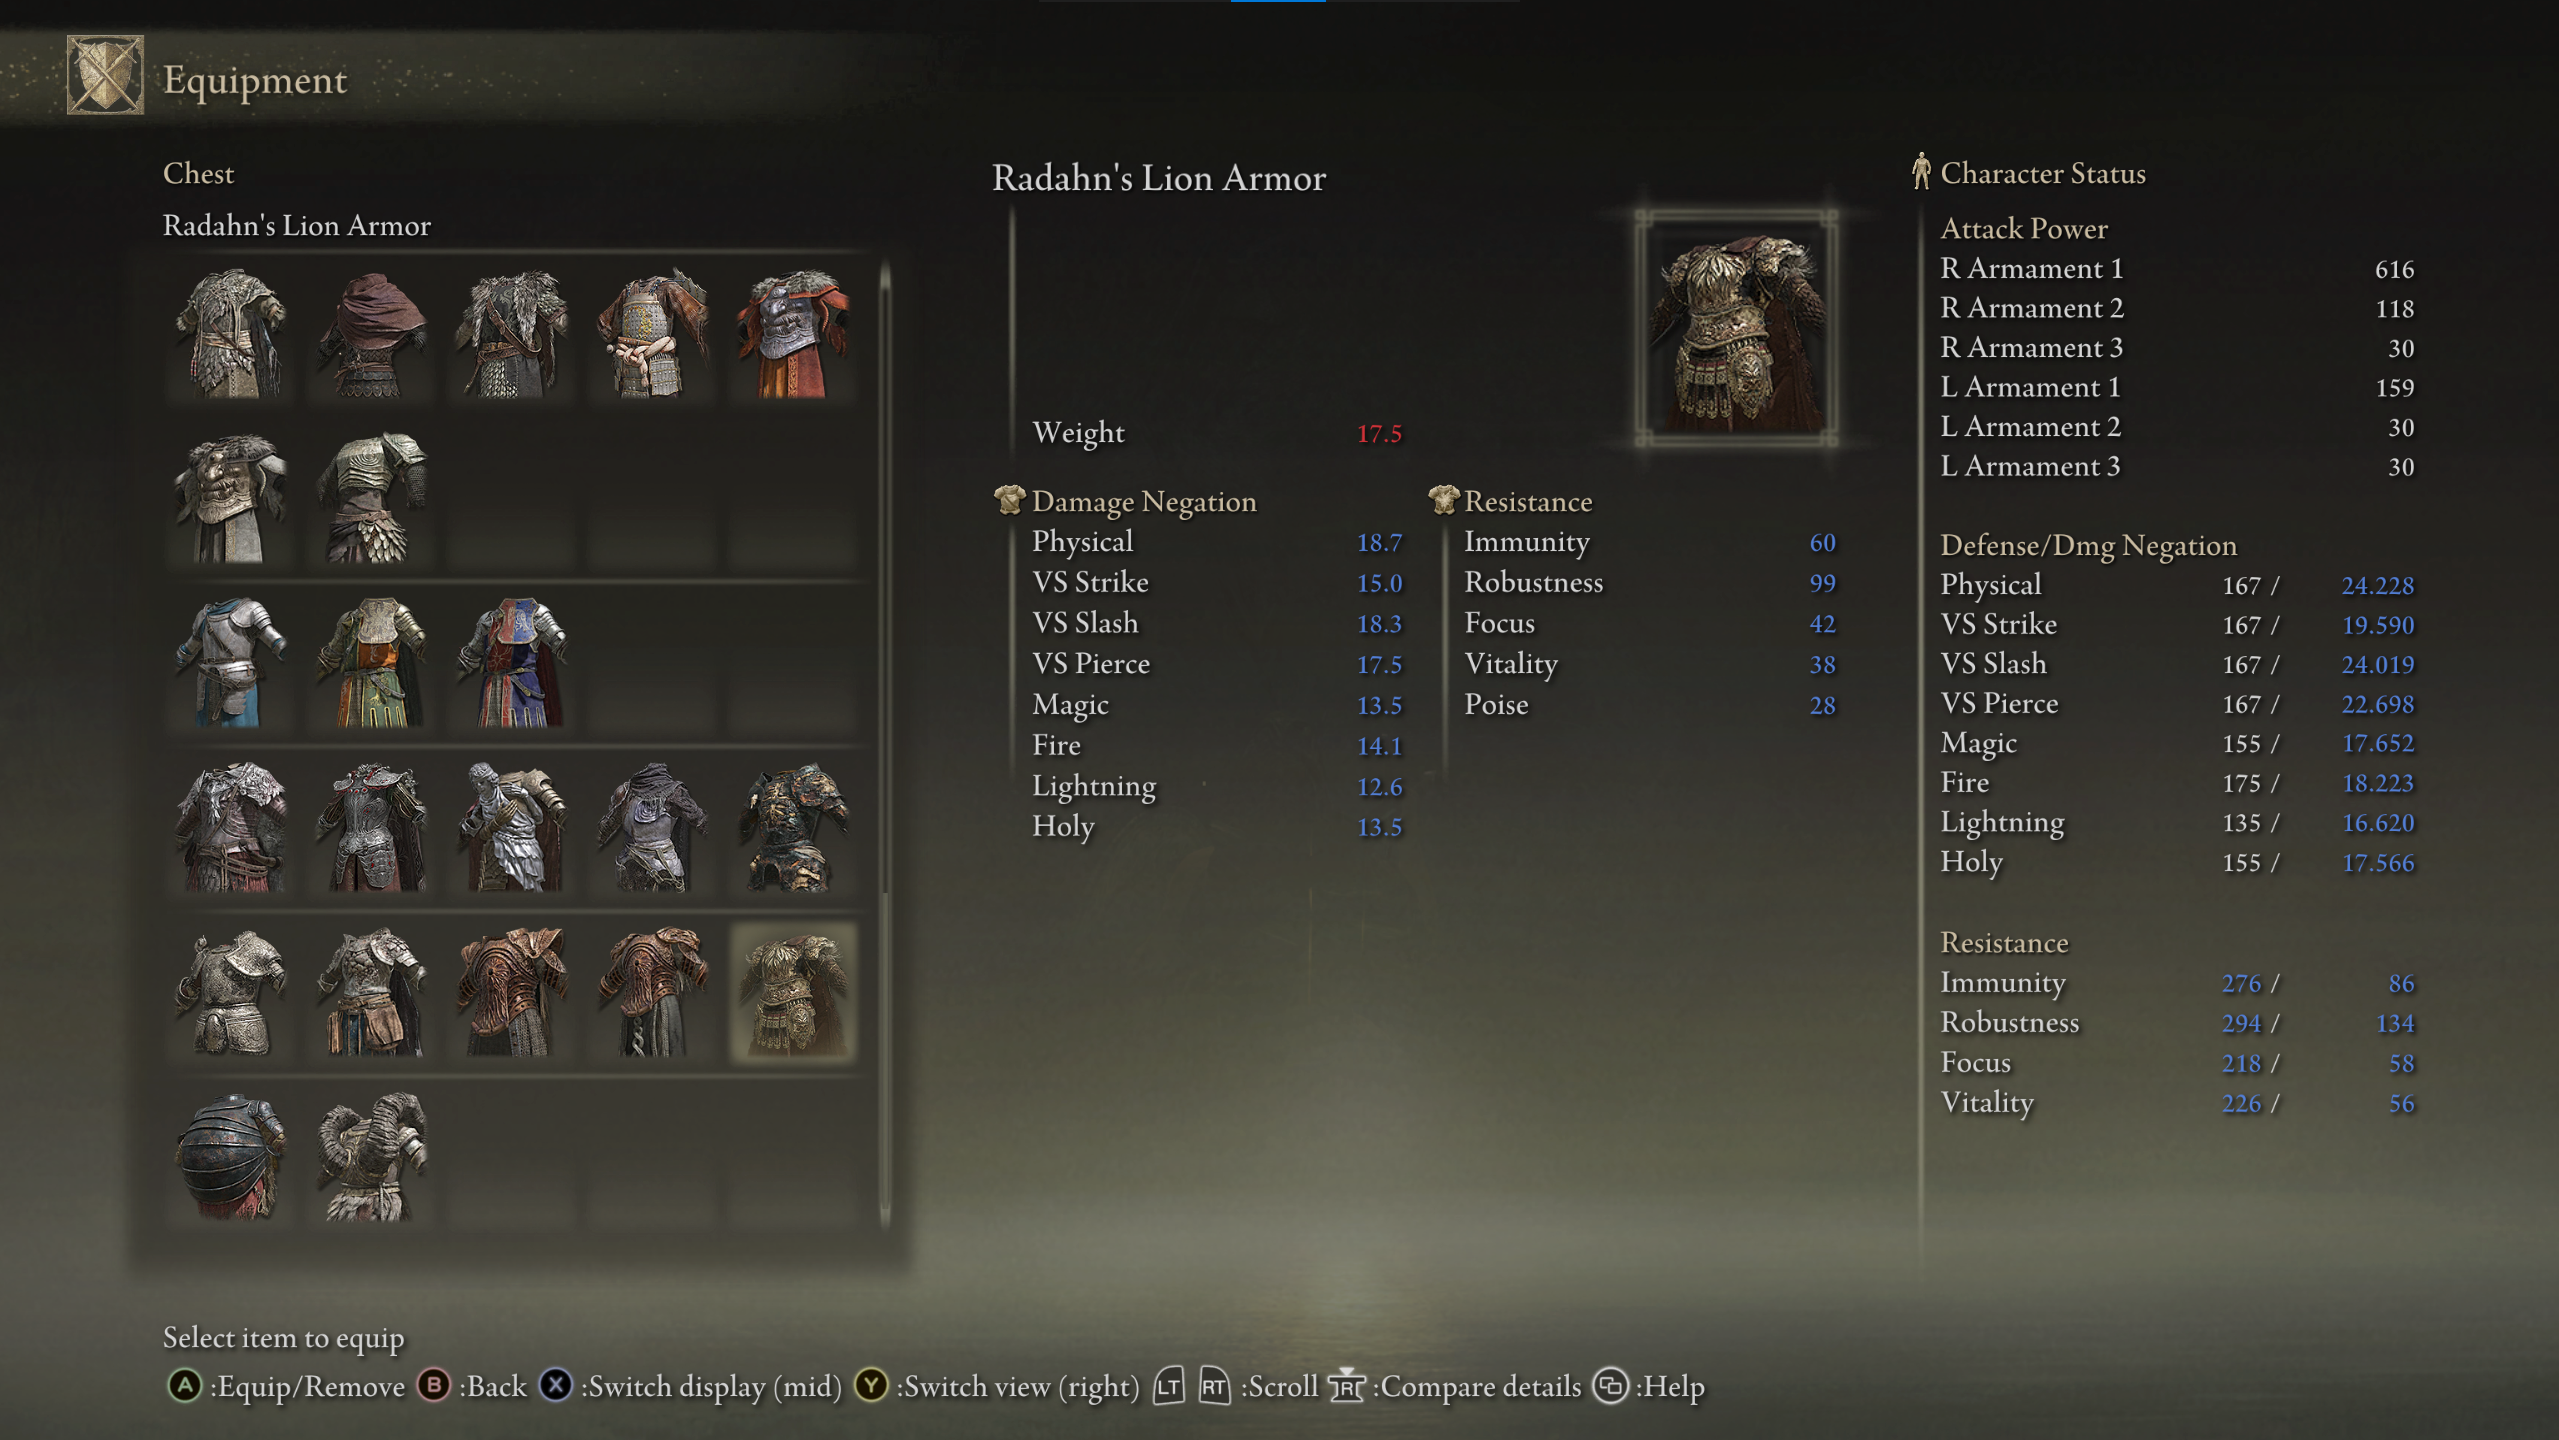 Equipment
Chest
Radahn's Lion Armor
Radahn's Lion Armor
Weight 17.5
Damage Negation
Physical 18.7
VS Strike 15.0
VS Slash 18.3
VS Pierce 17.5
Magic 13.5
Fire 14.1
Lightning 12.6
Holy 13.5
Resistance
Immunity 60
Robustness 99
Focus 42
Vitality 38
Poise 28
Character Status
Attack Power
R Armament 1 616
R Armament 2 118
R Armament 3 30
L Armament 1 159
L Armament 2 30
L Armament 3 30
Defense/Dmg Negation
Physical 167 / 24.228
VS Strike 167 / 19.590
VS Slash 167 / 24.019
VS Pierce 167 / 22.698
Magic 155 / 17.652
Fire 175 / 18.223
Lightning 135 / 16.620
Holy 155 / 17.566
Resistance
Immunity 276 / 86
Robustness 294 / 134
Focus 218 / 58
Vitality 226 / 56
Select item to equip
A :Equip/Remove B :Back X :Switch display (mid) Y :Switch view (right) LT RT :Scroll R :Compare details :Help